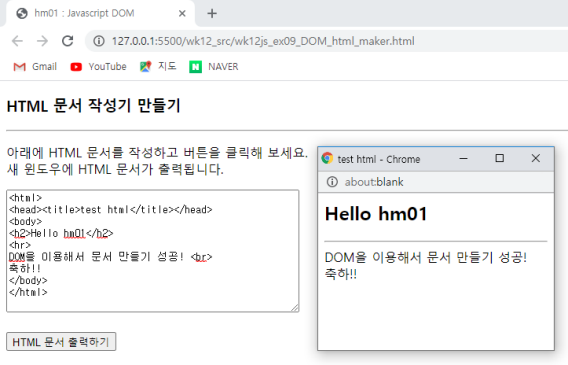 hm01 : Javascript DOM
127.0.0.1:5500/wk12_src/wk12js_ex09_DOM_html_maker.html
Gmail YouTube 지도 NAVER
HTML 문서 작성기 만들기
아래에 HTML 문서를 작성하고 버튼을 클릭해 보세요.
새 윈도우에 HTML 문서가 출력됩니다.
<html>
<head><title>test html</title></head>
<body>
<h2>Hello hm01</h2>
<hr>
DOM을 이용해서 문서 만들기 성공! <br>
축하!!
</body>
</html>
HTML 문서 출력하기
test html - Chrome
about:blank
Hello hm01
DOM을 이용해서 문서 만들기 성공!
축하!!